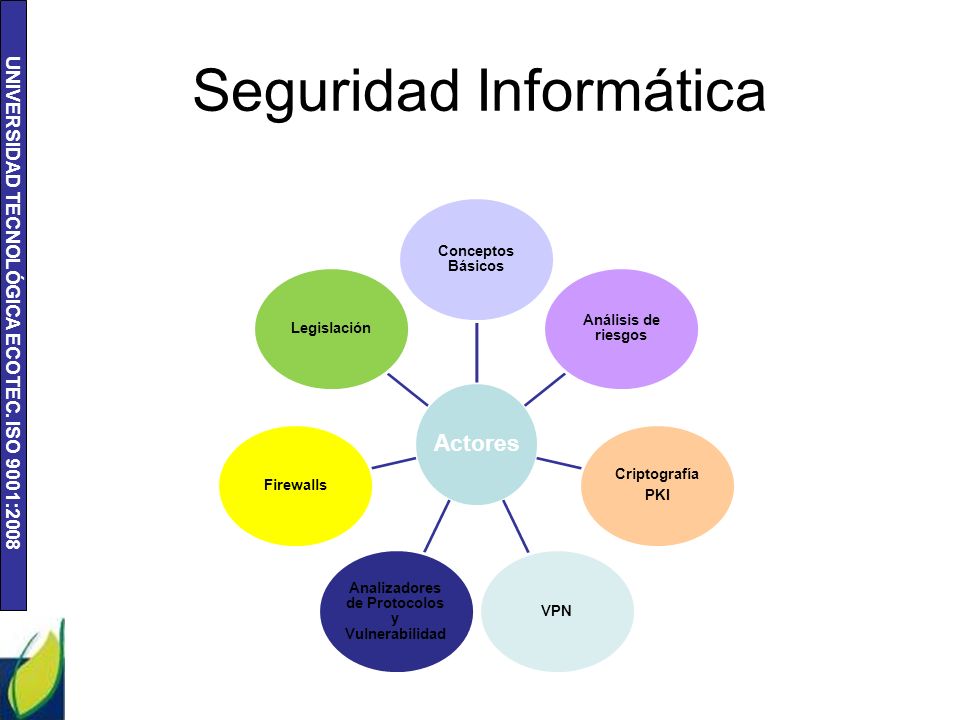 Seguridad Informática
UNIVERSIDAD TECNOLÓGICA ECOTEC. ISO 9001:2008
Conceptos
Básicos
Análisis de
riesgos
Criptografía
PKI
VPN
Analizadores
de Protocolos
y
Vulnerabilidad
Firewalls
Legislación
Actores